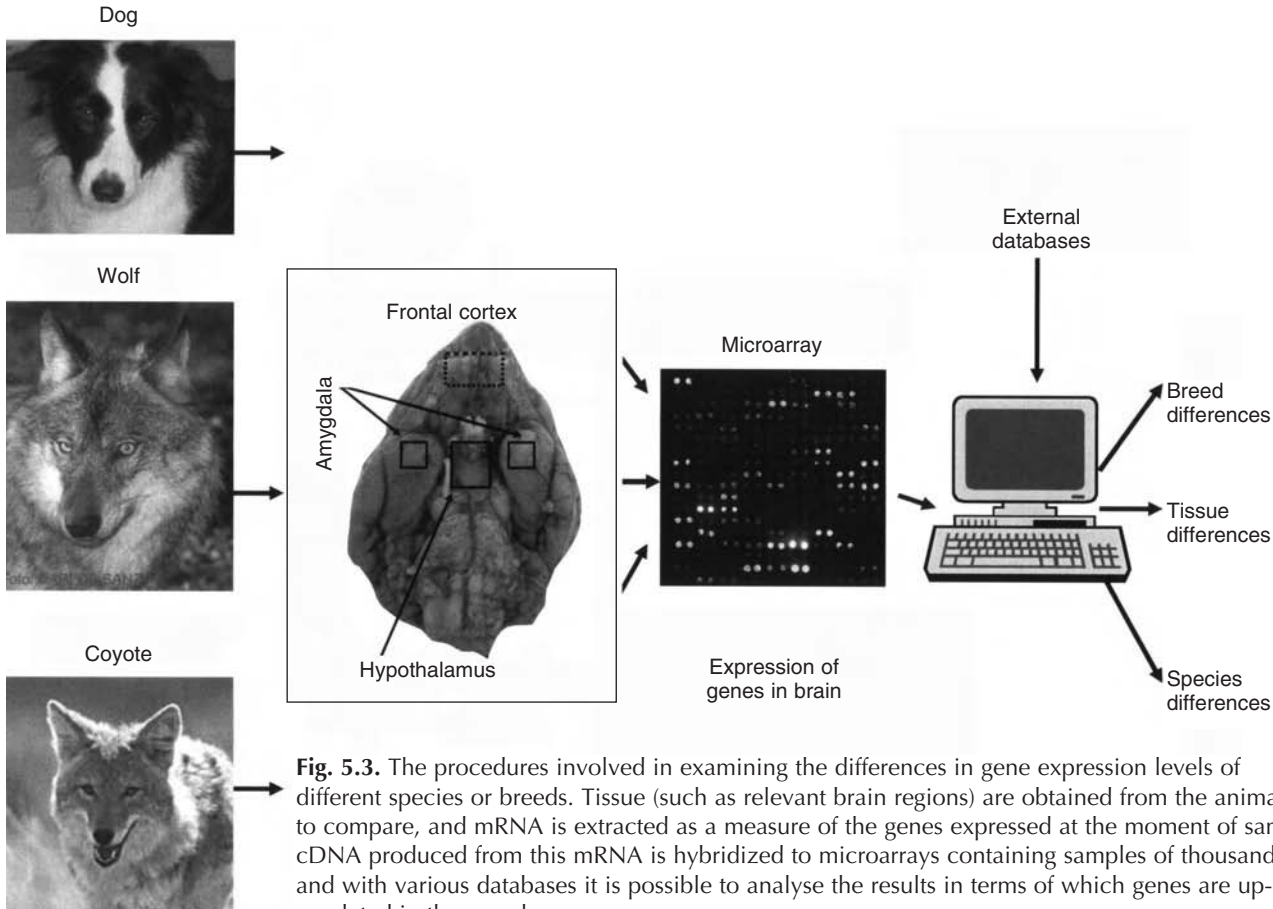 Dog
Wolf
Coyote
Frontal cortex
Amygdala
Hypothalamus
Microarray
Expression of
genes in brain
External
databases
Breed
differences
Tissue
differences
Species
differences
Fig. 5.3. The procedures involved in examining the differences in gene expression levels of
different species or breeds. Tissue (such as relevant brain regions) are obtained from the anima
to compare, and mRNA is extracted as a measure of the genes expressed at the moment of sam
cDNA produced from this mRNA is hybridized to microarrays containing samples of thousand
and with various databases it is possible to analyse the results in terms of which genes are up-